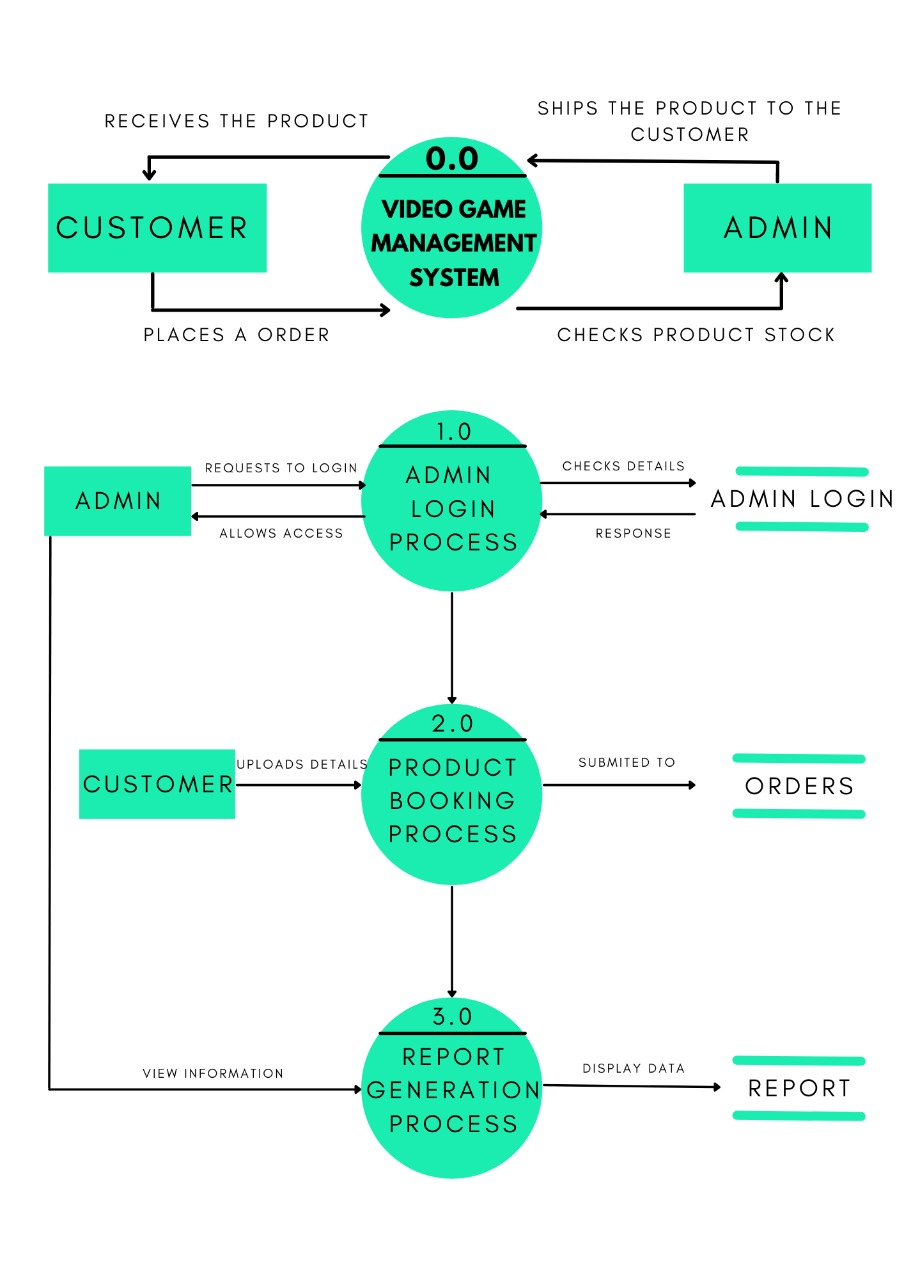 RECEIVES THE PRODUCT
SHIPS THE PRODUCT TO THE
CUSTOMER
0.0
CUSTOMER
VIDEO GAME
MANAGEMENT
SYSTEM
ADMIN
PLACES A ORDER
CHECKS PRODUCT STOCK
1.0
REQUESTS TO LOGIN
CHECKS DETAILS
ADMIN
ADMIN
LOGIN
PROCESS
ADMIN LOGIN
ALLOWS ACCESS
RESPONSE
2.0
CUSTOMER
UPLOADS DETAILS
PRODUCT
BOOKING
PROCESS
SUBMITED TO
ORDERS
3.0
VIEW INFORMATION
REPORT
GENERATION
PROCESS
DISPLAY DATA
REPORT